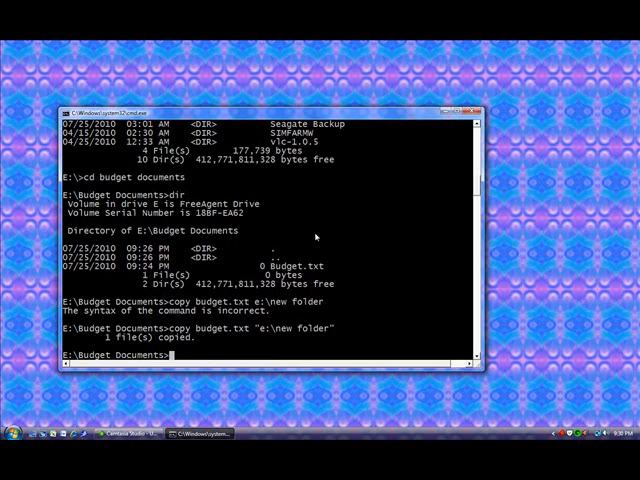 C:\Windows\system32\cmd.exe
07/25/2010 03:01 AM <DIR> Seagate Backup
04/15/2010 02:30 AM <DIR> SIMFARMW
04/25/2010 12:33 AM <DIR> vlc-1.0.5
4 File(s) 177,739 bytes
10 Dir(s) 412,771,811,328 bytes free
E:\>cd budget documents
E:\Budget Documents>dir
Volume in drive E is FreeAgent Drive
Volume Serial Number is 18BF-EA62
Directory of E:\Budget Documents
07/25/2010 09:26 PM <DIR> .
07/25/2010 09:26 PM <DIR> ..
07/25/2010 09:24 PM 0 Budget.txt
1 File(s) 0 bytes
2 Dir(s) 412,771,811,328 bytes free
E:\Budget Documents>copy budget.txt e:\new folder
The syntax of the command is incorrect.
E:\Budget Documents>copy budget.txt "e:\new folder"
1 file(s) copied.
E:\Budget Documents>
Camtasia Studio - U... C:\Windows\system... 9:30 PM